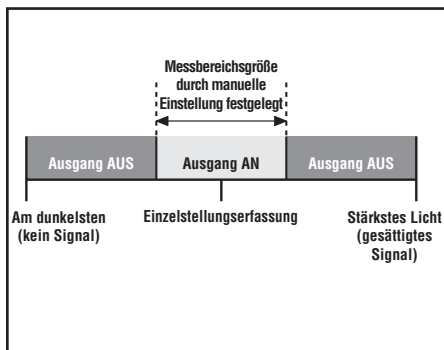 Messbereichsgröße
durch manuelle
Einstellung festgelegt
Ausgang AUS
Ausgang AN
Ausgang AUS
Am dunkelsten
(kein Signal)
Einzelstellungserfassung
Stärkstes Licht
(gesättigtes
Signal)